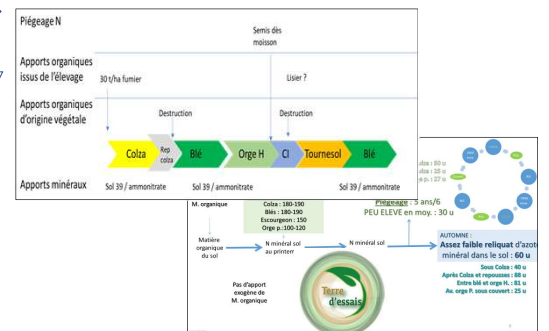 Piégeage N
Semis dès
moisson
Apports organiques
issus de l'élevage
30 t/ha fumier
Lisier ?
Apports organiques
d'origine végétale
Destruction
Destruction
Colza
Rep
colza
Blé
Orge H
CI
Tournesol
Blé
Apports minéraux
Sol 39 / ammonitrate
Sol 39 / ammonitrate
Sol 39 / ammonitrate
M. organique
Colza : 180-190
Blés : 180-190
Escourgeon : 150
Orge p.:100-120
Piégeage : 5 ans/6
PEU ELEVE en moy. : 30 u
Matière
organique
du sol
N minéral sol
au printemps
N minéral sol
AUTOMNE :
Assez faible reliquat d'azote
minéral dans le sol : 60 u
Sous Colza : 40 u
Après Colza et repousses : 88 u
Entre blé et orge H. : 81 u
Av. orge P. sous couvert : 25 u
Pas d'apport
exogène de
M. organique
Terre
d'essais